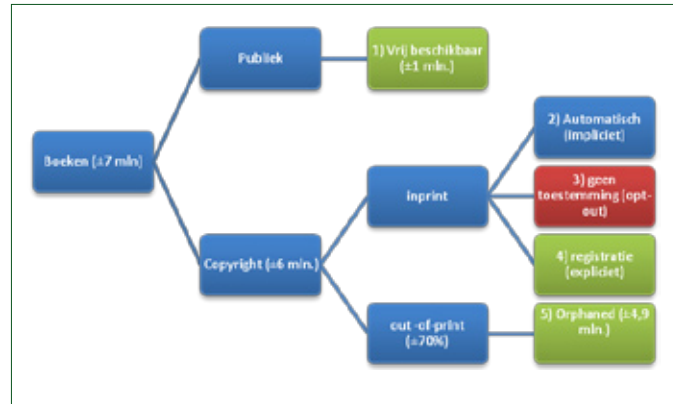 Publiek
1) Vrij beschikbaar
(±1 mln.)
Boeken (±7 mln)
2) Automatisch
(impliciet)
inprint
3) geen
toestemming (opt-
out)
Copyright (±6 mln.)
4) registratie
(expliciet)
out -of-print
(±70%)
5) Orphaned (±4,9
mln.)